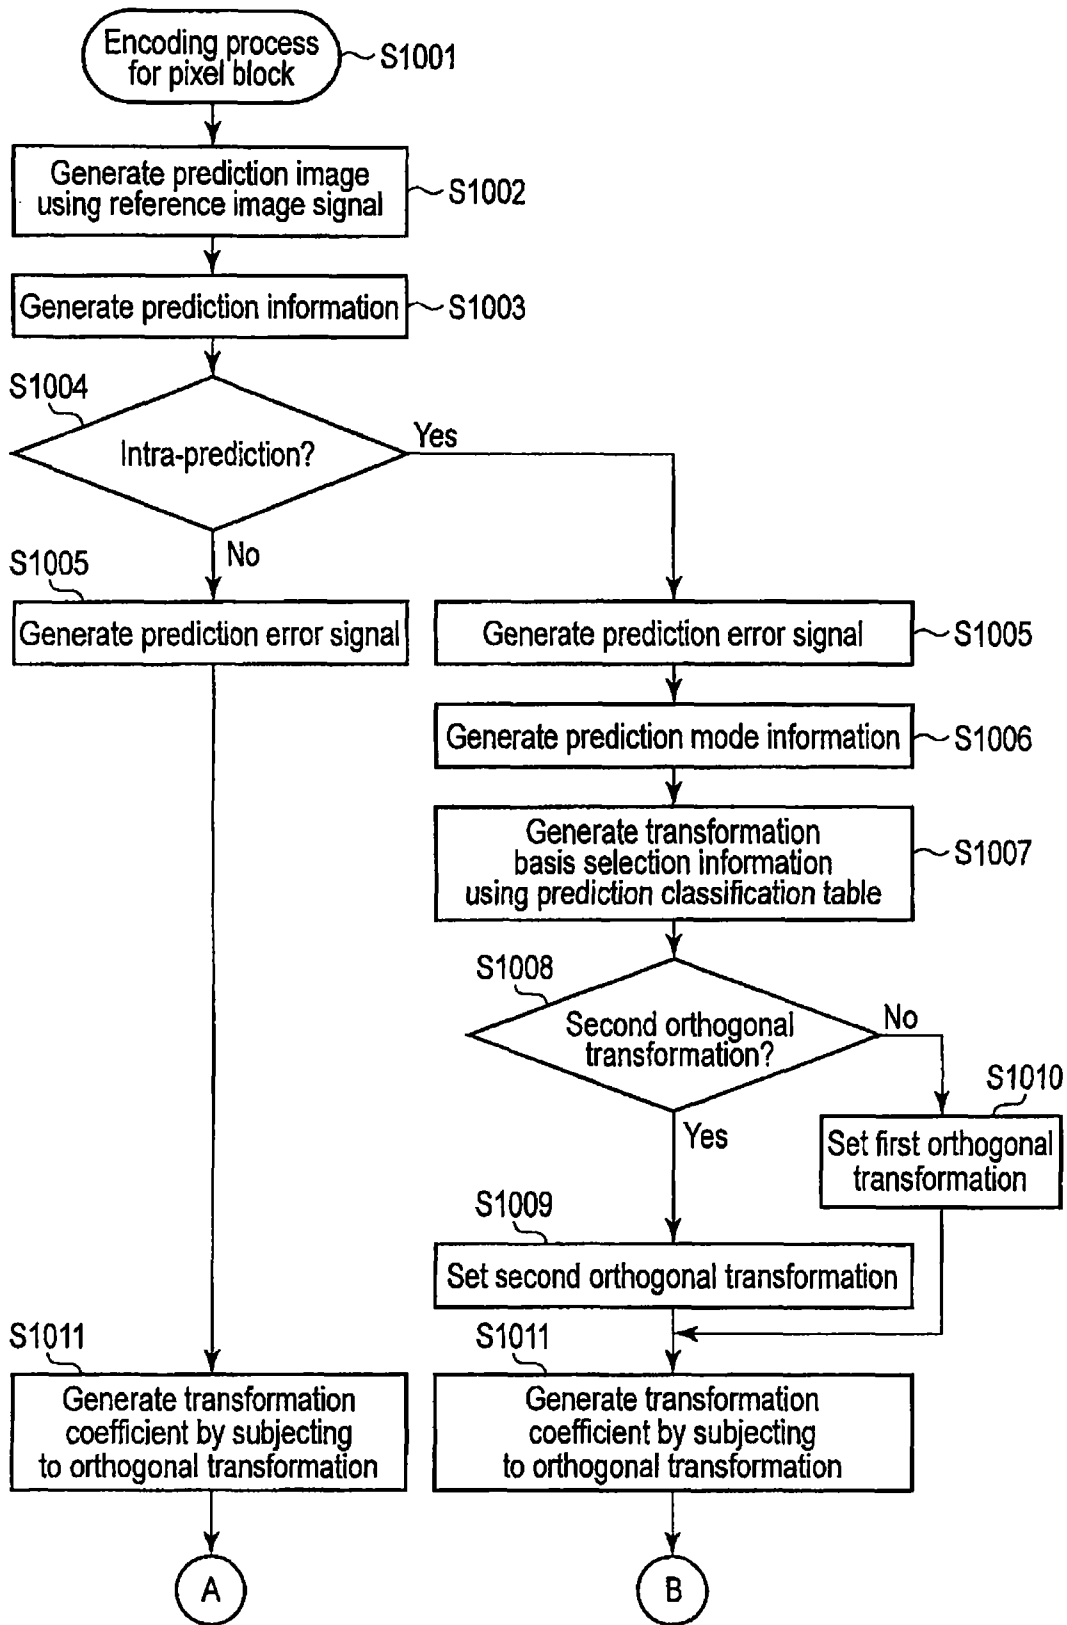 Encoding process
for pixel block
S1001
Generate prediction image
using reference image signal
S1002
Generate prediction information
S1003
S1004
Intra-prediction?
Yes
No
S1005
Generate prediction error signal
Generate prediction error signal
S1005
Generate prediction mode information
S1006
Generate transformation
basis selection information
using prediction classification table
S1007
S1008
Second orthogonal
transformation?
No
Yes
S1010
Set first orthogonal
transformation
S1009
Set second orthogonal transformation
S1011
Generate transformation
coefficient by subjecting
to orthogonal transformation
S1011
Generate transformation
coefficient by subjecting
to orthogonal transformation
A
B